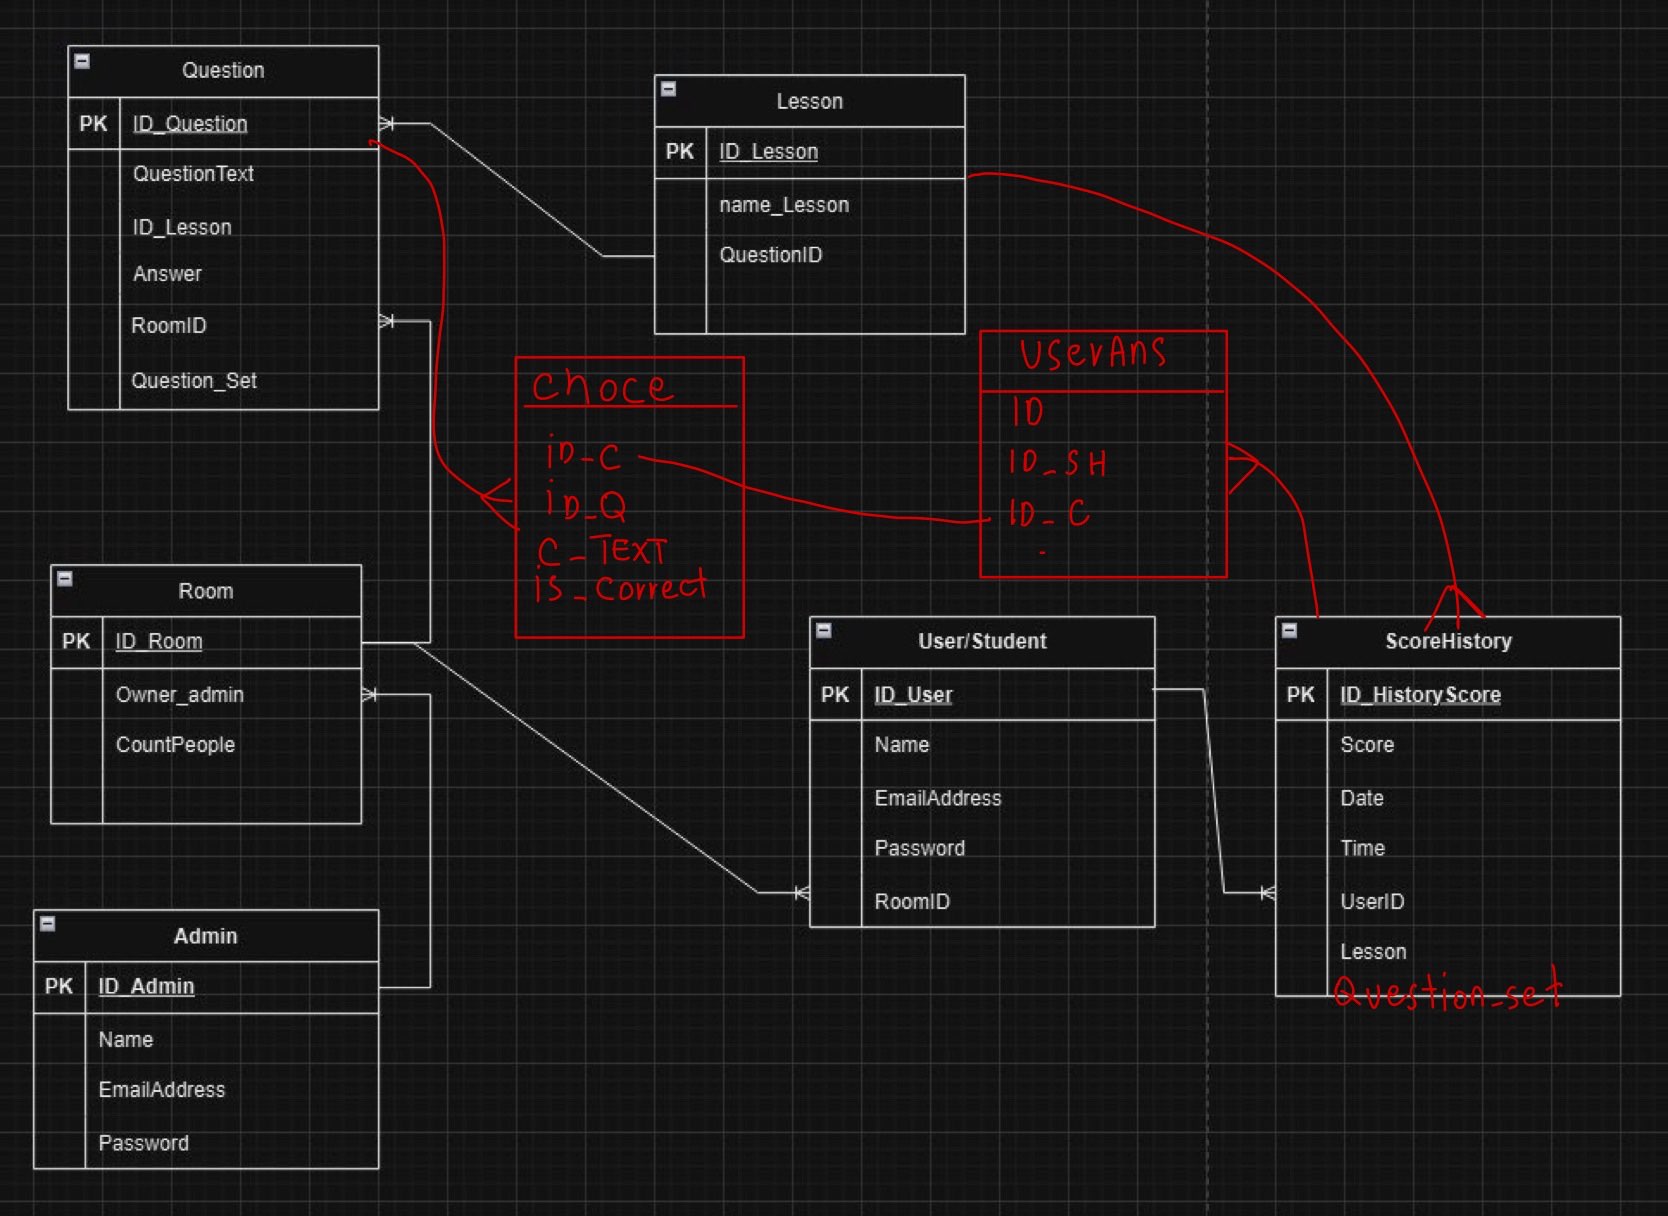 Question
PK ID_Question
QuestionText
ID_Lesson
Answer
RoomID
Question_Set
Lesson
PK ID_Lesson
name_Lesson
QuestionID
choce
iD_C
iD_Q
C_TEXT
is_correct
UserAns
ID
ID_SH
ID_C
Room
PK ID_Room
Owner_admin
CountPeople
User/Student
PK ID_User
Name
EmailAddress
Password
RoomID
ScoreHistory
PK ID_HistoryScore
Score
Date
Time
UserID
Lesson
Question_set
Admin
PK ID_Admin
Name
EmailAddress
Password